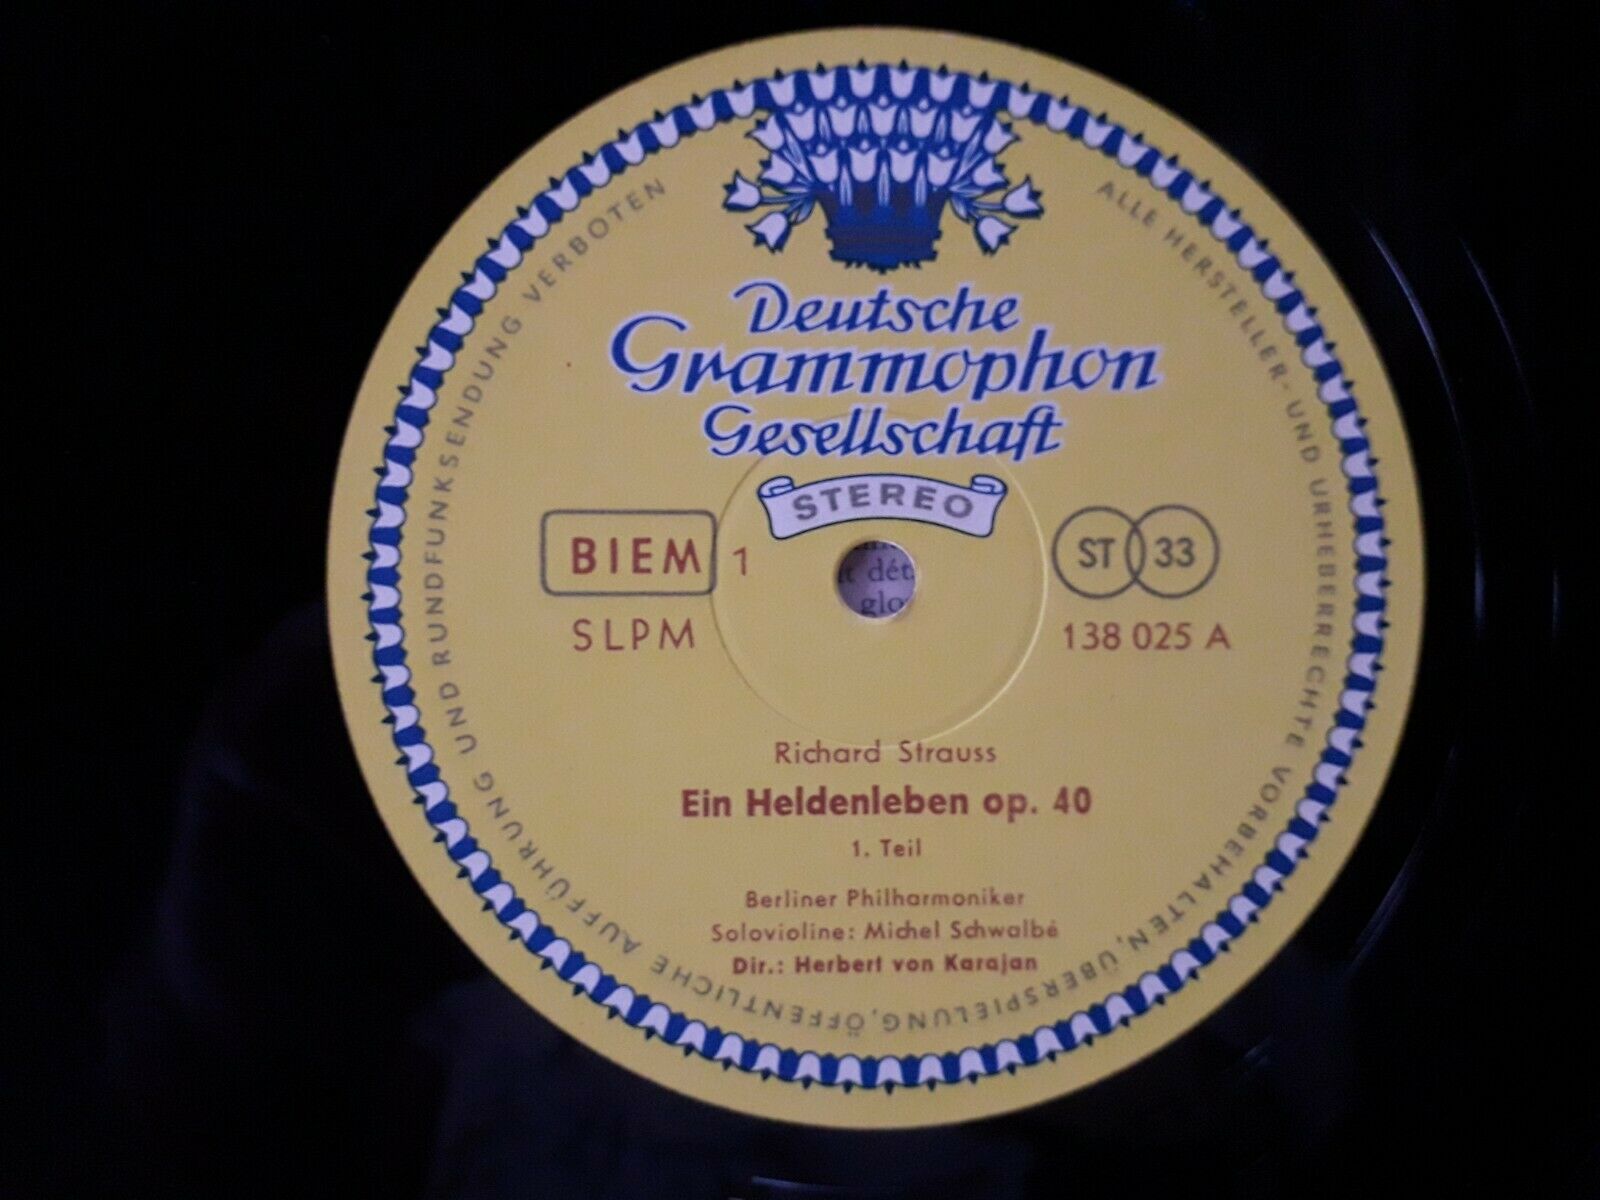 Deutsche
Grammophon
Gesellschaft
STEREO
BIEM 1
ST 33
SLPM
138 025 A
dét
glo
Richard Strauss
Ein Heldenleben op. 40
1. Teil
Berliner Philharmoniker
Solovioline: Michel Schwalbé
Dir.: Herbert von Karajan
ALLE HERSTELLER- UND URHEBERRECHTE VORBEHALTEN, ÜBERSPIELUNG, ÖFFENTLICHE AUFFÜHRUNG UND RUNDFUNKSENDUNG VERBOTEN